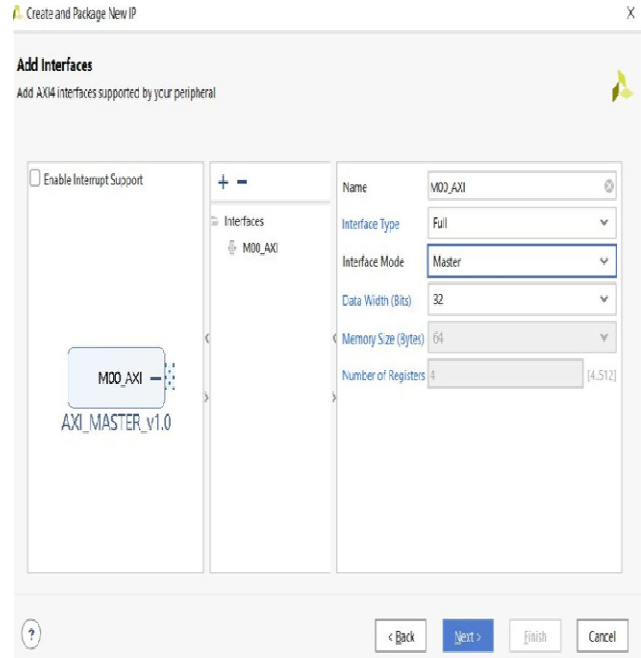 Create and Package New IP
X
Add Interfaces
Add AXI4 interfaces supported by your peripheral
Enable Interrupt Support
+ −
Interfaces
M00_AXI
M00_AXI
AXI_MASTER_v1.0
Name M00_AXI
Interface Type Full
Interface Mode Master
Data Width (Bits) 32
Memory Size (Bytes) 64
Number of Registers 4 [4..512]
?
< Back Next > Finish Cancel